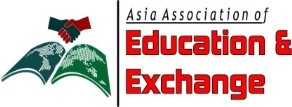 Asia Association of
Education &
Exchange